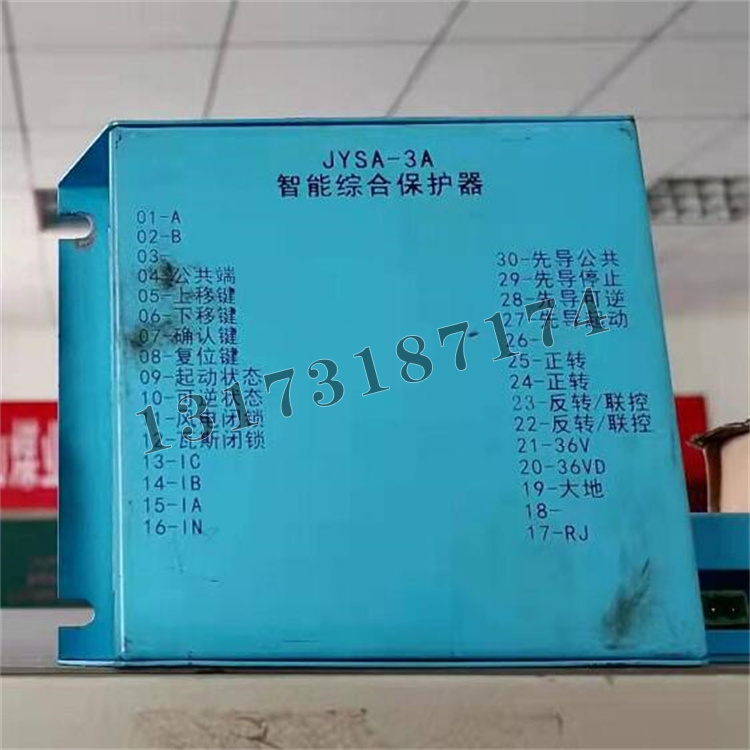 JYSA-3A
智能综合保护器
01-A
02-B
03-
04-公共端
05-上移键
06-下移键
07-确认键
08-复位键
09-起动状态
10-可逆状态
11-风电闭锁
12-瓦斯闭锁
13-IC
14-IB
15-IA
16-IN
30-先导公共
29-先导停止
28-先导可逆
27-先导起动
26-
25-正转
24-正转
23-反转/联控
22-反转/联控
21-36V
20-36VD
19-大地
18-
17-RJ
13173187174
煤业